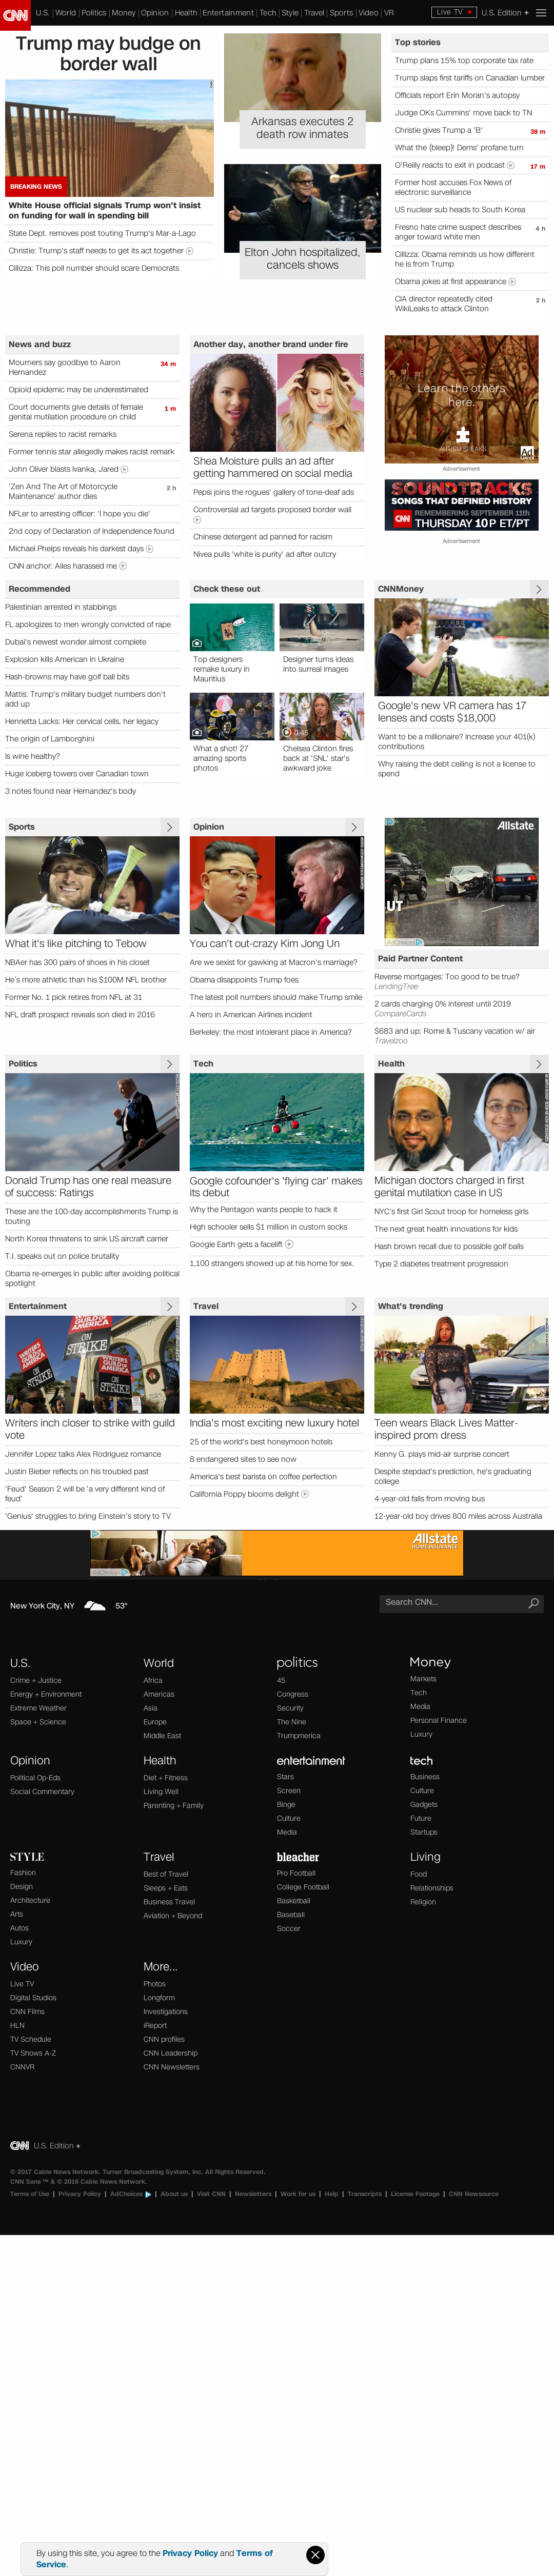 CNN U.S. World Politics Money Opinion Health Entertainment Tech Style Travel Sports Video VR Live TV U.S. Edition +
Trump may budge on
border wall
BREAKING NEWS
White House official signals Trump won't insist
on funding for wall in spending bill
State Dept. removes post touting Trump's Mar-a-Lago
Christie: Trump's staff needs to get its act together
Cillizza: This poll number should scare Democrats
Arkansas executes 2
death row inmates
Elton John hospitalized,
cancels shows
Top stories
Trump plans 15% top corporate tax rate
Trump slaps first tariffs on Canadian lumber
Officials report Erin Moran's autopsy
Judge OKs Cummins' move back to TN
Christie gives Trump a 'B' 39 m
What the {bleep}! Dems' profane turn
O'Reilly reacts to exit in podcast 17 m
Former host accuses Fox News of
electronic surveillance
US nuclear sub heads to South Korea
Fresno hate crime suspect describes 4 h
anger toward white men
Cillizza: Obama reminds us how different
he is from Trump
Obama jokes at first appearance
CIA director repeatedly cited 2 h
WikiLeaks to attack Clinton
News and buzz
Mourners say goodbye to Aaron 34 m
Hernandez
Opioid epidemic may be underestimated
Court documents give details of female 1 m
genital mutilation procedure on child
Serena replies to racist remarks
Former tennis star allegedly makes racist remark
John Oliver blasts Ivanka, Jared
'Zen And The Art of Motorcycle 2 h
Maintenance' author dies
NFLer to arresting officer: 'I hope you die'
2nd copy of Declaration of Independence found
Michael Phelps reveals his darkest days
CNN anchor: Ailes harassed me
Another day, another brand under fire
Shea Moisture pulls an ad after
getting hammered on social media
Pepsi joins the rogues' gallery of tone-deaf ads
Controversial ad targets proposed border wall
Chinese detergent ad panned for racism
Nivea pulls 'white is purity' ad after outcry
Learn the others
here.
AUTISM SPEAKS
Ad
Advertisement
SOUNDTRACKS
SONGS THAT DEFINED HISTORY
CNN REMEMBERING SEPTEMBER 11th
THURSDAY 10P ET/PT
Advertisement
Recommended
Palestinian arrested in stabbings
FL apologizes to men wrongly convicted of rape
Dubai's newest wonder almost complete
Explosion kills American in Ukraine
Hash-browns may have golf ball bits
Mattis: Trump's military budget numbers don't
add up
Henrietta Lacks: Her cervical cells, her legacy
The origin of Lamborghini
Is wine healthy?
Huge iceberg towers over Canadian town
3 notes found near Hernandez's body
Check these out
Top designers
remake luxury in
Mauritius
Designer turns ideas
into surreal images
0:45
What a shot! 27
amazing sports
photos
Chelsea Clinton fires
back at 'SNL' star's
awkward joke
CNNMoney
Google's new VR camera has 17
lenses and costs $18,000
Want to be a millionaire? Increase your 401(k)
contributions
Why raising the debt ceiling is not a license to
spend
Sports
What it's like pitching to Tebow
NBAer has 300 pairs of shoes in his closet
He's more athletic than his $100M NFL brother
Former No. 1 pick retires from NFL at 31
NFL draft prospect reveals son died in 2016
Opinion
You can't out-crazy Kim Jong Un
Are we sexist for gawking at Macron's marriage?
Obama disappoints Trump foes
The latest poll numbers should make Trump smile
A hero in American Airlines incident
Berkeley: the most intolerant place in America?
Allstate
UT
AdChoices
Paid Partner Content
Reverse mortgages: Too good to be true?
LendingTree
2 cards charging 0% interest until 2019
CompareCards
$683 and up: Rome & Tuscany vacation w/ air
Travelzoo
Politics
Donald Trump has one real measure
of success: Ratings
These are the 100-day accomplishments Trump is
touting
North Korea threatens to sink US aircraft carrier
T.I. speaks out on police brutality
Obama re-emerges in public after avoiding political
spotlight
Tech
Google cofounder's 'flying car' makes
its debut
Why the Pentagon wants people to hack it
High schooler sells $1 million in custom socks
Google Earth gets a facelift
1,100 strangers showed up at his home for sex.
Health
Michigan doctors charged in first
genital mutilation case in US
NYC's first Girl Scout troop for homeless girls
The next great health innovations for kids
Hash brown recall due to possible golf balls
Type 2 diabetes treatment progression
Entertainment
WRITERS GUILD OF AMERICA ON STRIKE
Writers inch closer to strike with guild
vote
Jennifer Lopez talks Alex Rodriguez romance
Justin Bieber reflects on his troubled past
'Feud' Season 2 will be 'a very different kind of
feud'
'Genius' struggles to bring Einstein's story to TV
Travel
India's most exciting new luxury hotel
25 of the world's best honeymoon hotels
8 endangered sites to see now
America's best barista on coffee perfection
California Poppy blooms delight
What's trending
Teen wears Black Lives Matter-
inspired prom dress
Kenny G. plays mid-air surprise concert
Despite stepdad's prediction, he's graduating
college
4-year-old falls from moving bus
12-year-old boy drives 800 miles across Australia
Allstate
HOME INSURANCE
New York City, NY 53°
Search CNN...
U.S.
Crime + Justice
Energy + Environment
Extreme Weather
Space + Science
World
Africa
Americas
Asia
Europe
Middle East
politics
45
Congress
Security
The Nine
Trumpmerica
Money
Markets
Tech
Media
Personal Finance
Luxury
Opinion
Political Op-Eds
Social Commentary
Health
Diet + Fitness
Living Well
Parenting + Family
entertainment
Stars
Screen
Binge
Culture
Media
tech
Business
Culture
Gadgets
Future
Startups
STYLE
Fashion
Design
Architecture
Arts
Autos
Luxury
Travel
Best of Travel
Sleeps + Eats
Business Travel
Aviation + Beyond
bleacher
Pro Football
College Football
Basketball
Baseball
Soccer
Living
Food
Relationships
Religion
Video
Live TV
Digital Studios
CNN Films
HLN
TV Schedule
TV Shows A-Z
CNNVR
More...
Photos
Longform
Investigations
iReport
CNN profiles
CNN Leadership
CNN Newsletters
CNN U.S. Edition +
© 2017 Cable News Network. Turner Broadcasting System, Inc. All Rights Reserved.
CNN Sans ™ & © 2016 Cable News Network.
Terms of Use | Privacy Policy | AdChoices | About us | Visit CNN | Newsletters | Work for us | Help | Transcripts | License Footage | CNN Newsource
By using this site, you agree to the Privacy Policy and Terms of
Service.